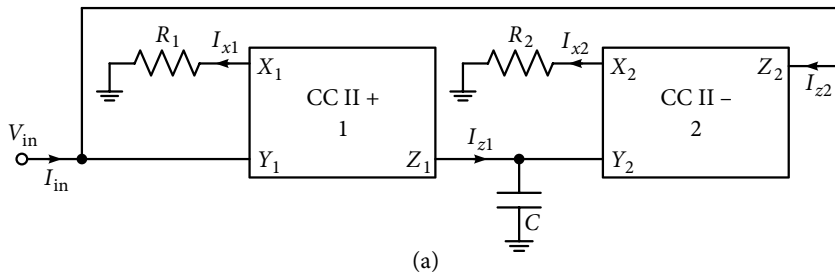 R1
Ix1
X1
CC II +
1
Y1
Z1
Iz1
R2
Ix2
X2
CC II –
2
Y2
Z2
Iz2
Vin
Iin
C
(a)